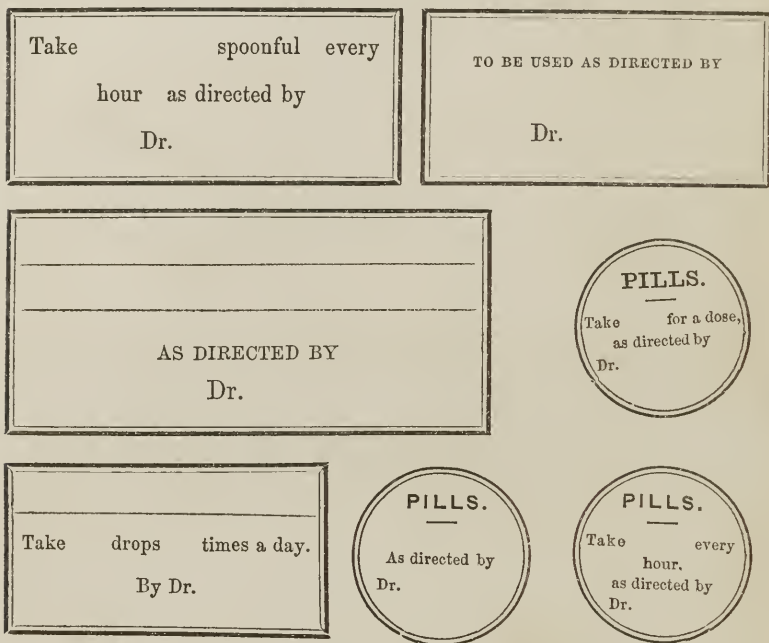 Take spoonful every
hour as directed by
Dr.
TO BE USED AS DIRECTED BY
Dr.
AS DIRECTED BY
Dr.
PILLS.
Take for a dose,
as directed by
Dr.
Take drops times a day.
By Dr.
PILLS.
As directed by
Dr.
PILLS.
Take every
hour.
as directed by
Dr.